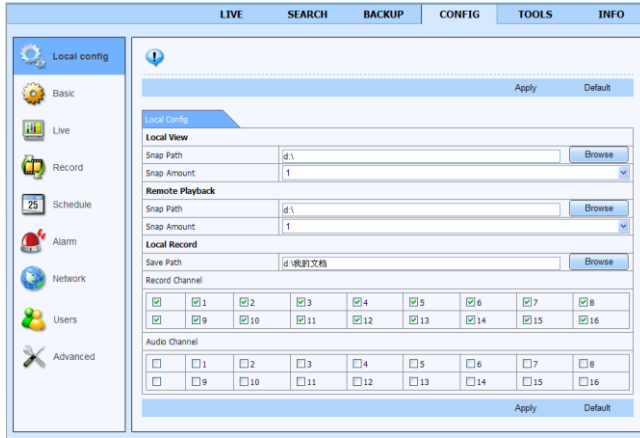 LIVE SEARCH BACKUP CONFIG TOOLS INFO
Local config
Basic
Live
Record
25 Schedule
Alarm
Network
Users
Advanced
Apply Default
Local Config
Local View
Snap Path d:\ Browse
Snap Amount 1
Remote Playback
Snap Path d:\ Browse
Snap Amount 1
Local Record
Save Path d:\我的文档 Browse
Record Channel
1 2 3 4 5 6 7 8
9 10 11 12 13 14 15 16
Audio Channel
1 2 3 4 5 6 7 8
9 10 11 12 13 14 15 16
Apply Default